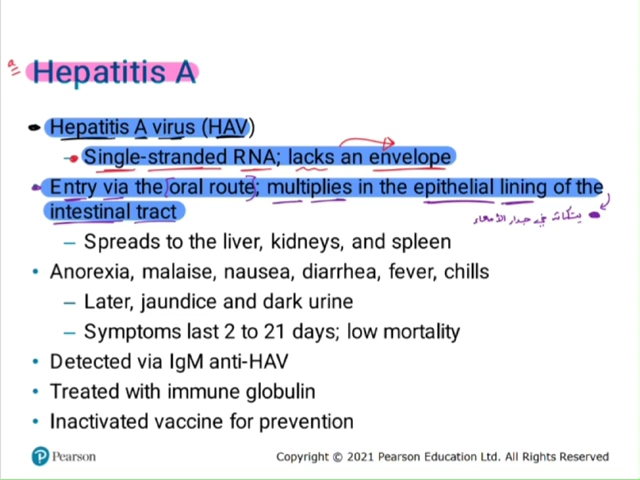 Hepatitis A
Hepatitis A virus (HAV)
Single-stranded RNA; lacks an envelope
Entry via the oral route; multiplies in the epithelial lining of the
intestinal tract
يتكاثر في جدار الأمعاء
– Spreads to the liver, kidneys, and spleen
• Anorexia, malaise, nausea, diarrhea, fever, chills
– Later, jaundice and dark urine
– Symptoms last 2 to 21 days; low mortality
• Detected via IgM anti-HAV
• Treated with immune globulin
• Inactivated vaccine for prevention
P Pearson
Copyright © 2021 Pearson Education Ltd. All Rights Reserved